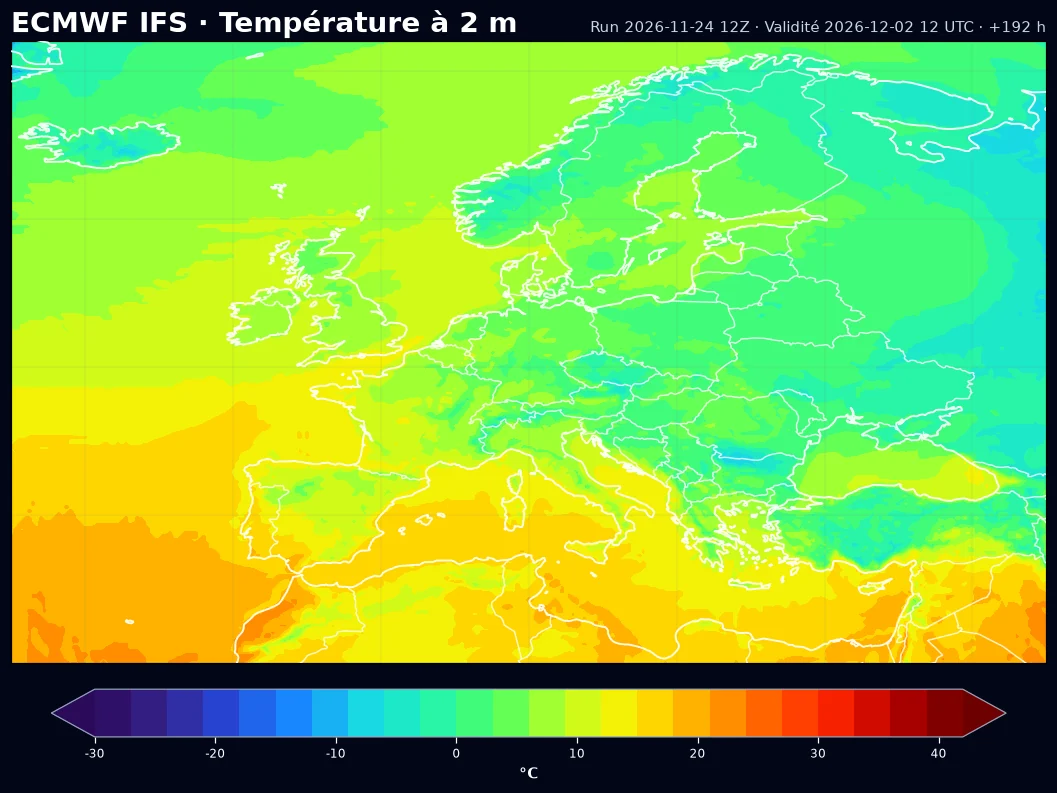 ECMWF IFS · Température à 2 m
Run 2026-11-24 12Z · Validité 2026-12-02 12 UTC · +192 h
-30 -20 -10 0 10 20 30 40
°C